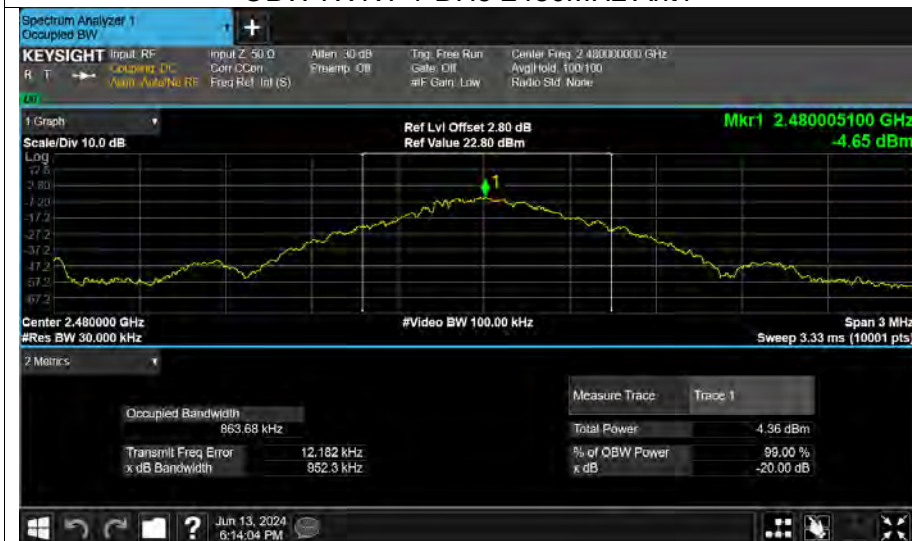 Spectrum Analyzer 1
Occupied BW
KEYSIGHT Input: RF Input Z: 50 Ω Atten: 30 dB Trig: Free Run Center Freq: 2.480000000 GHz
R T Coupling: DC Corr CCorr Preamp: Off Gate: Off Avg|Hold: 100/100
Align: Auto/No RF Freq Ref: Int (S) #IF Gain: Low Radio Std: None
1 Graph
Ref Lvl Offset 2.80 dB
Mkr1 2.480005100 GHz
Scale/Div 10.0 dB
Ref Value 22.80 dBm
-4.65 dBm
Log
12.8
2.80
1
-7.20
-17.2
-27.2
-37.2
-47.2
-57.2
-67.2
Center 2.480000 GHz #Video BW 100.00 kHz Span 3 MHz
#Res BW 30.000 kHz Sweep 3.33 ms (10001 pts)
2 Metrics
Measure Trace Trace 1
Occupied Bandwidth
863.68 kHz
Total Power 4.36 dBm
Transmit Freq Error 12.182 kHz
% of OBW Power 99.00 %
x dB Bandwidth 952.3 kHz
x dB -20.00 dB
? Jun 13, 2024
6:14:04 PM